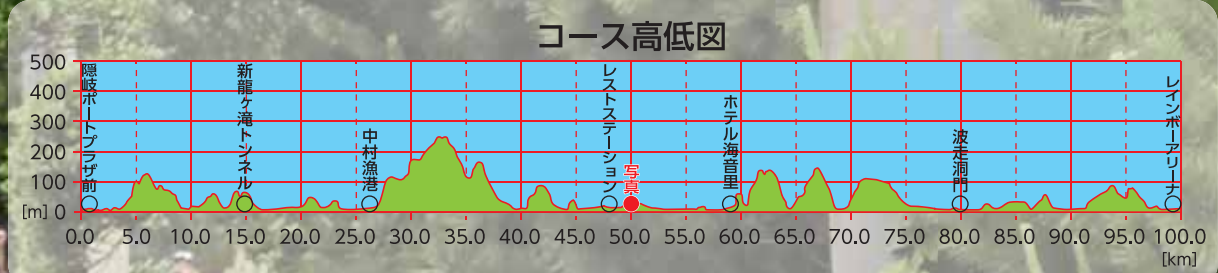 コース高低図
500
400
300
200
100
[m] 0
隠岐ポートプラザ前
新龍ヶ滝トンネル
中村漁港
レストステーション
写真
ホテル海音里
波走洞門
レインボーアリーナ
0.0 5.0 10.0 15.0 20.0 25.0 30.0 35.0 40.0 45.0 50.0 55.0 60.0 65.0 70.0 75.0 80.0 85.0 90.0 95.0 100.0
[km]